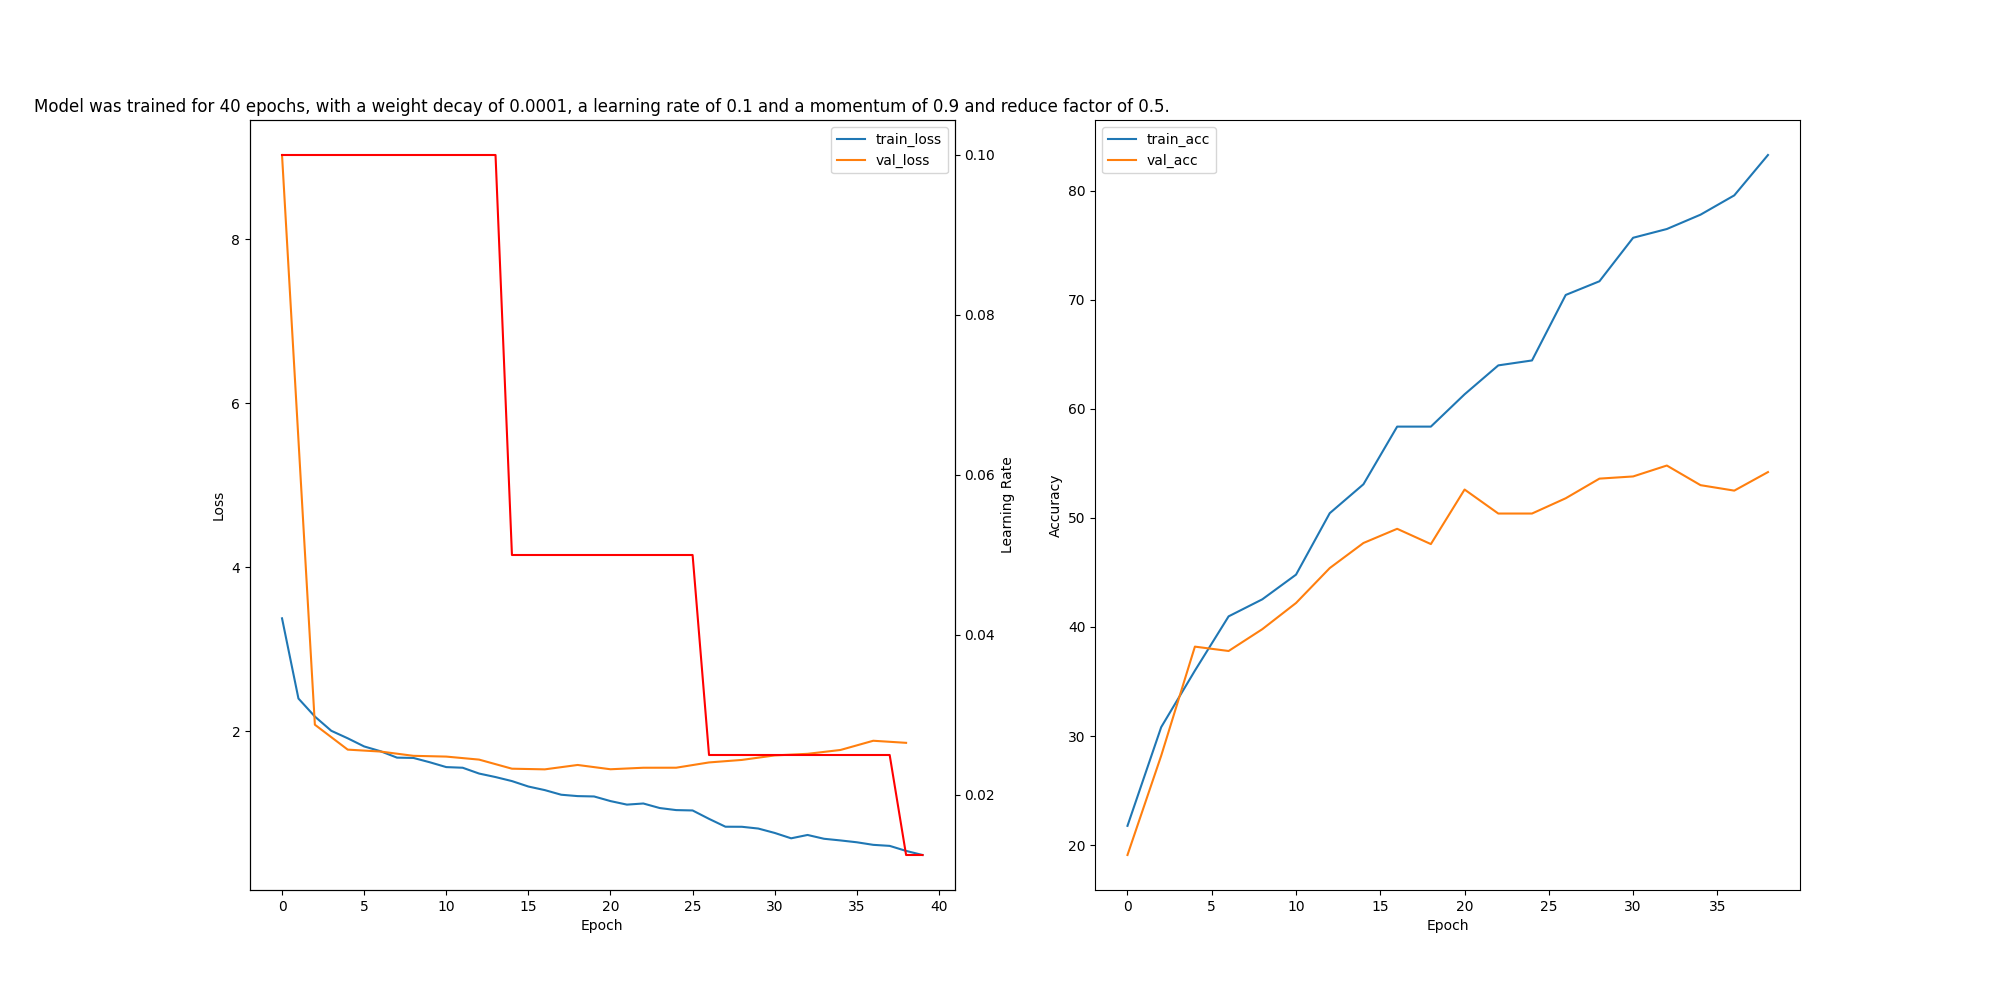 Model was trained for 40 epochs, with a weight decay of 0.0001, a learning rate of 0.1 and a momentum of 0.9 and reduce factor of 0.5.
train_loss
val_loss
8
6
4
2
Loss
0 5 10 15 20 25 30 35 40
Epoch
0.10
0.08
0.06
0.04
0.02
Learning Rate
train_acc
val_acc
80
70
60
50
40
30
20
Accuracy
0 5 10 15 20 25 30 35
Epoch